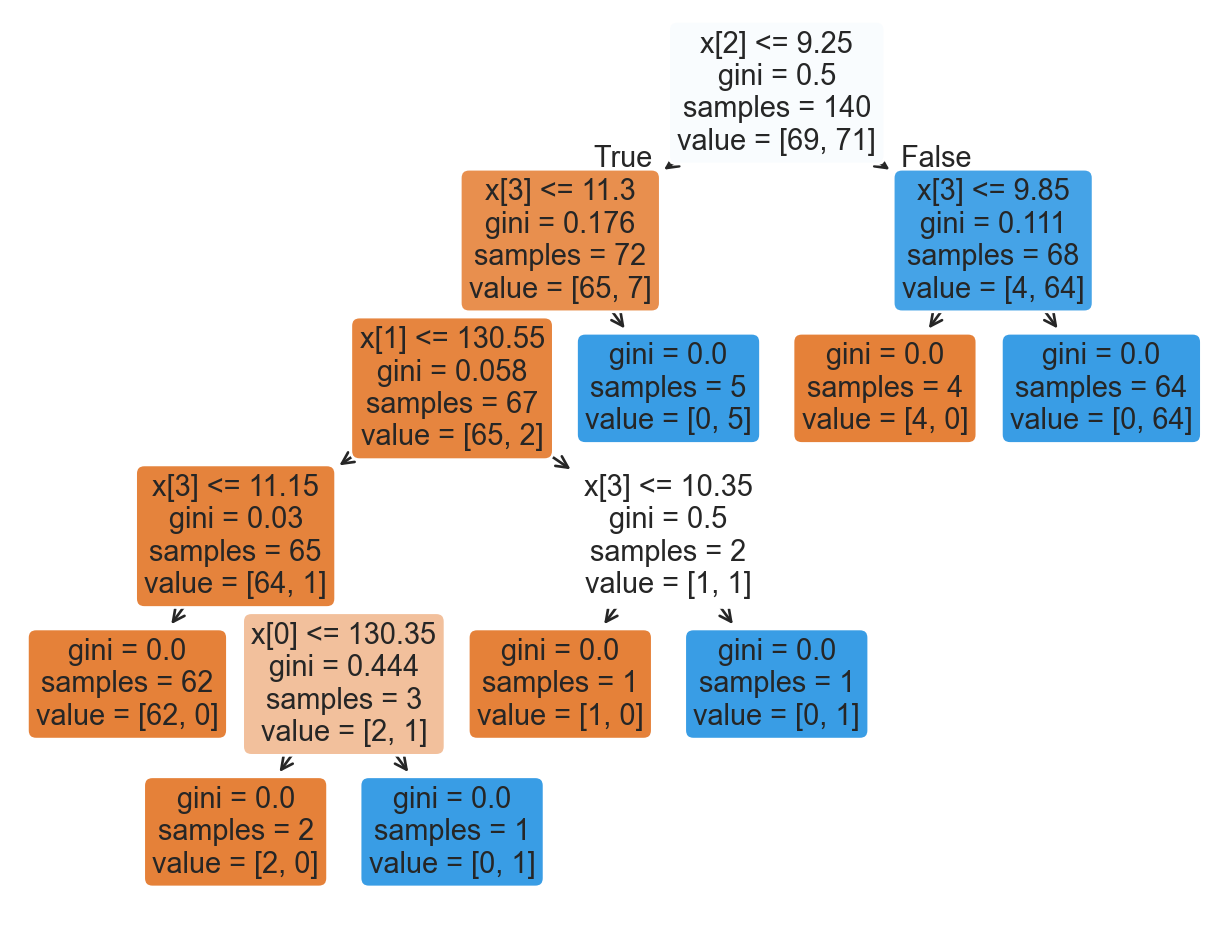 x[2] <= 9.25
gini = 0.5
samples = 140
value = [69, 71]
True
False
x[3] <= 11.3
gini = 0.176
samples = 72
value = [65, 7]
x[3] <= 9.85
gini = 0.111
samples = 68
value = [4, 64]
x[1] <= 130.55
gini = 0.058
samples = 67
value = [65, 2]
gini = 0.0
samples = 5
value = [0, 5]
gini = 0.0
samples = 4
value = [4, 0]
gini = 0.0
samples = 64
value = [0, 64]
x[3] <= 11.15
gini = 0.03
samples = 65
value = [64, 1]
x[3] <= 10.35
gini = 0.5
samples = 2
value = [1, 1]
gini = 0.0
samples = 62
value = [62, 0]
x[0] <= 130.35
gini = 0.444
samples = 3
value = [2, 1]
gini = 0.0
samples = 1
value = [1, 0]
gini = 0.0
samples = 1
value = [0, 1]
gini = 0.0
samples = 2
value = [2, 0]
gini = 0.0
samples = 1
value = [0, 1]